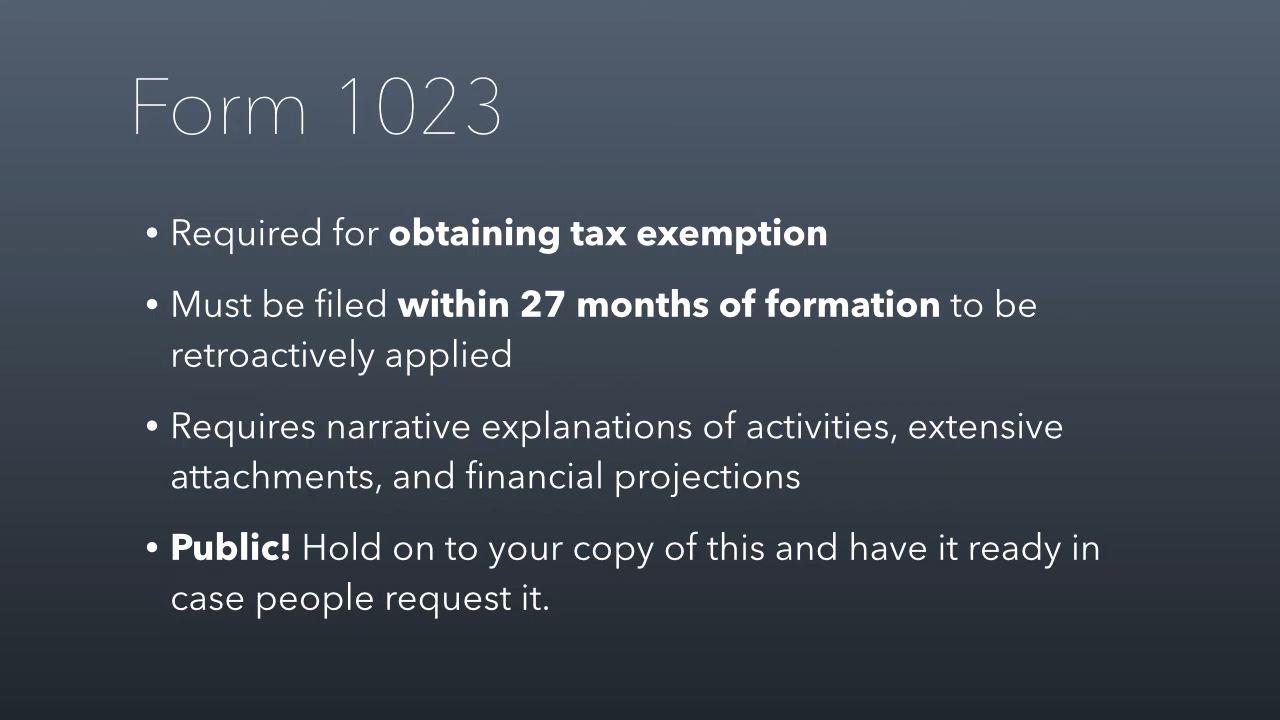 Form 1023
• Required for obtaining tax exemption
• Must be filed within 27 months of formation to be
retroactively applied
• Requires narrative explanations of activities, extensive
attachments, and financial projections
• Public! Hold on to your copy of this and have it ready in
case people request it.